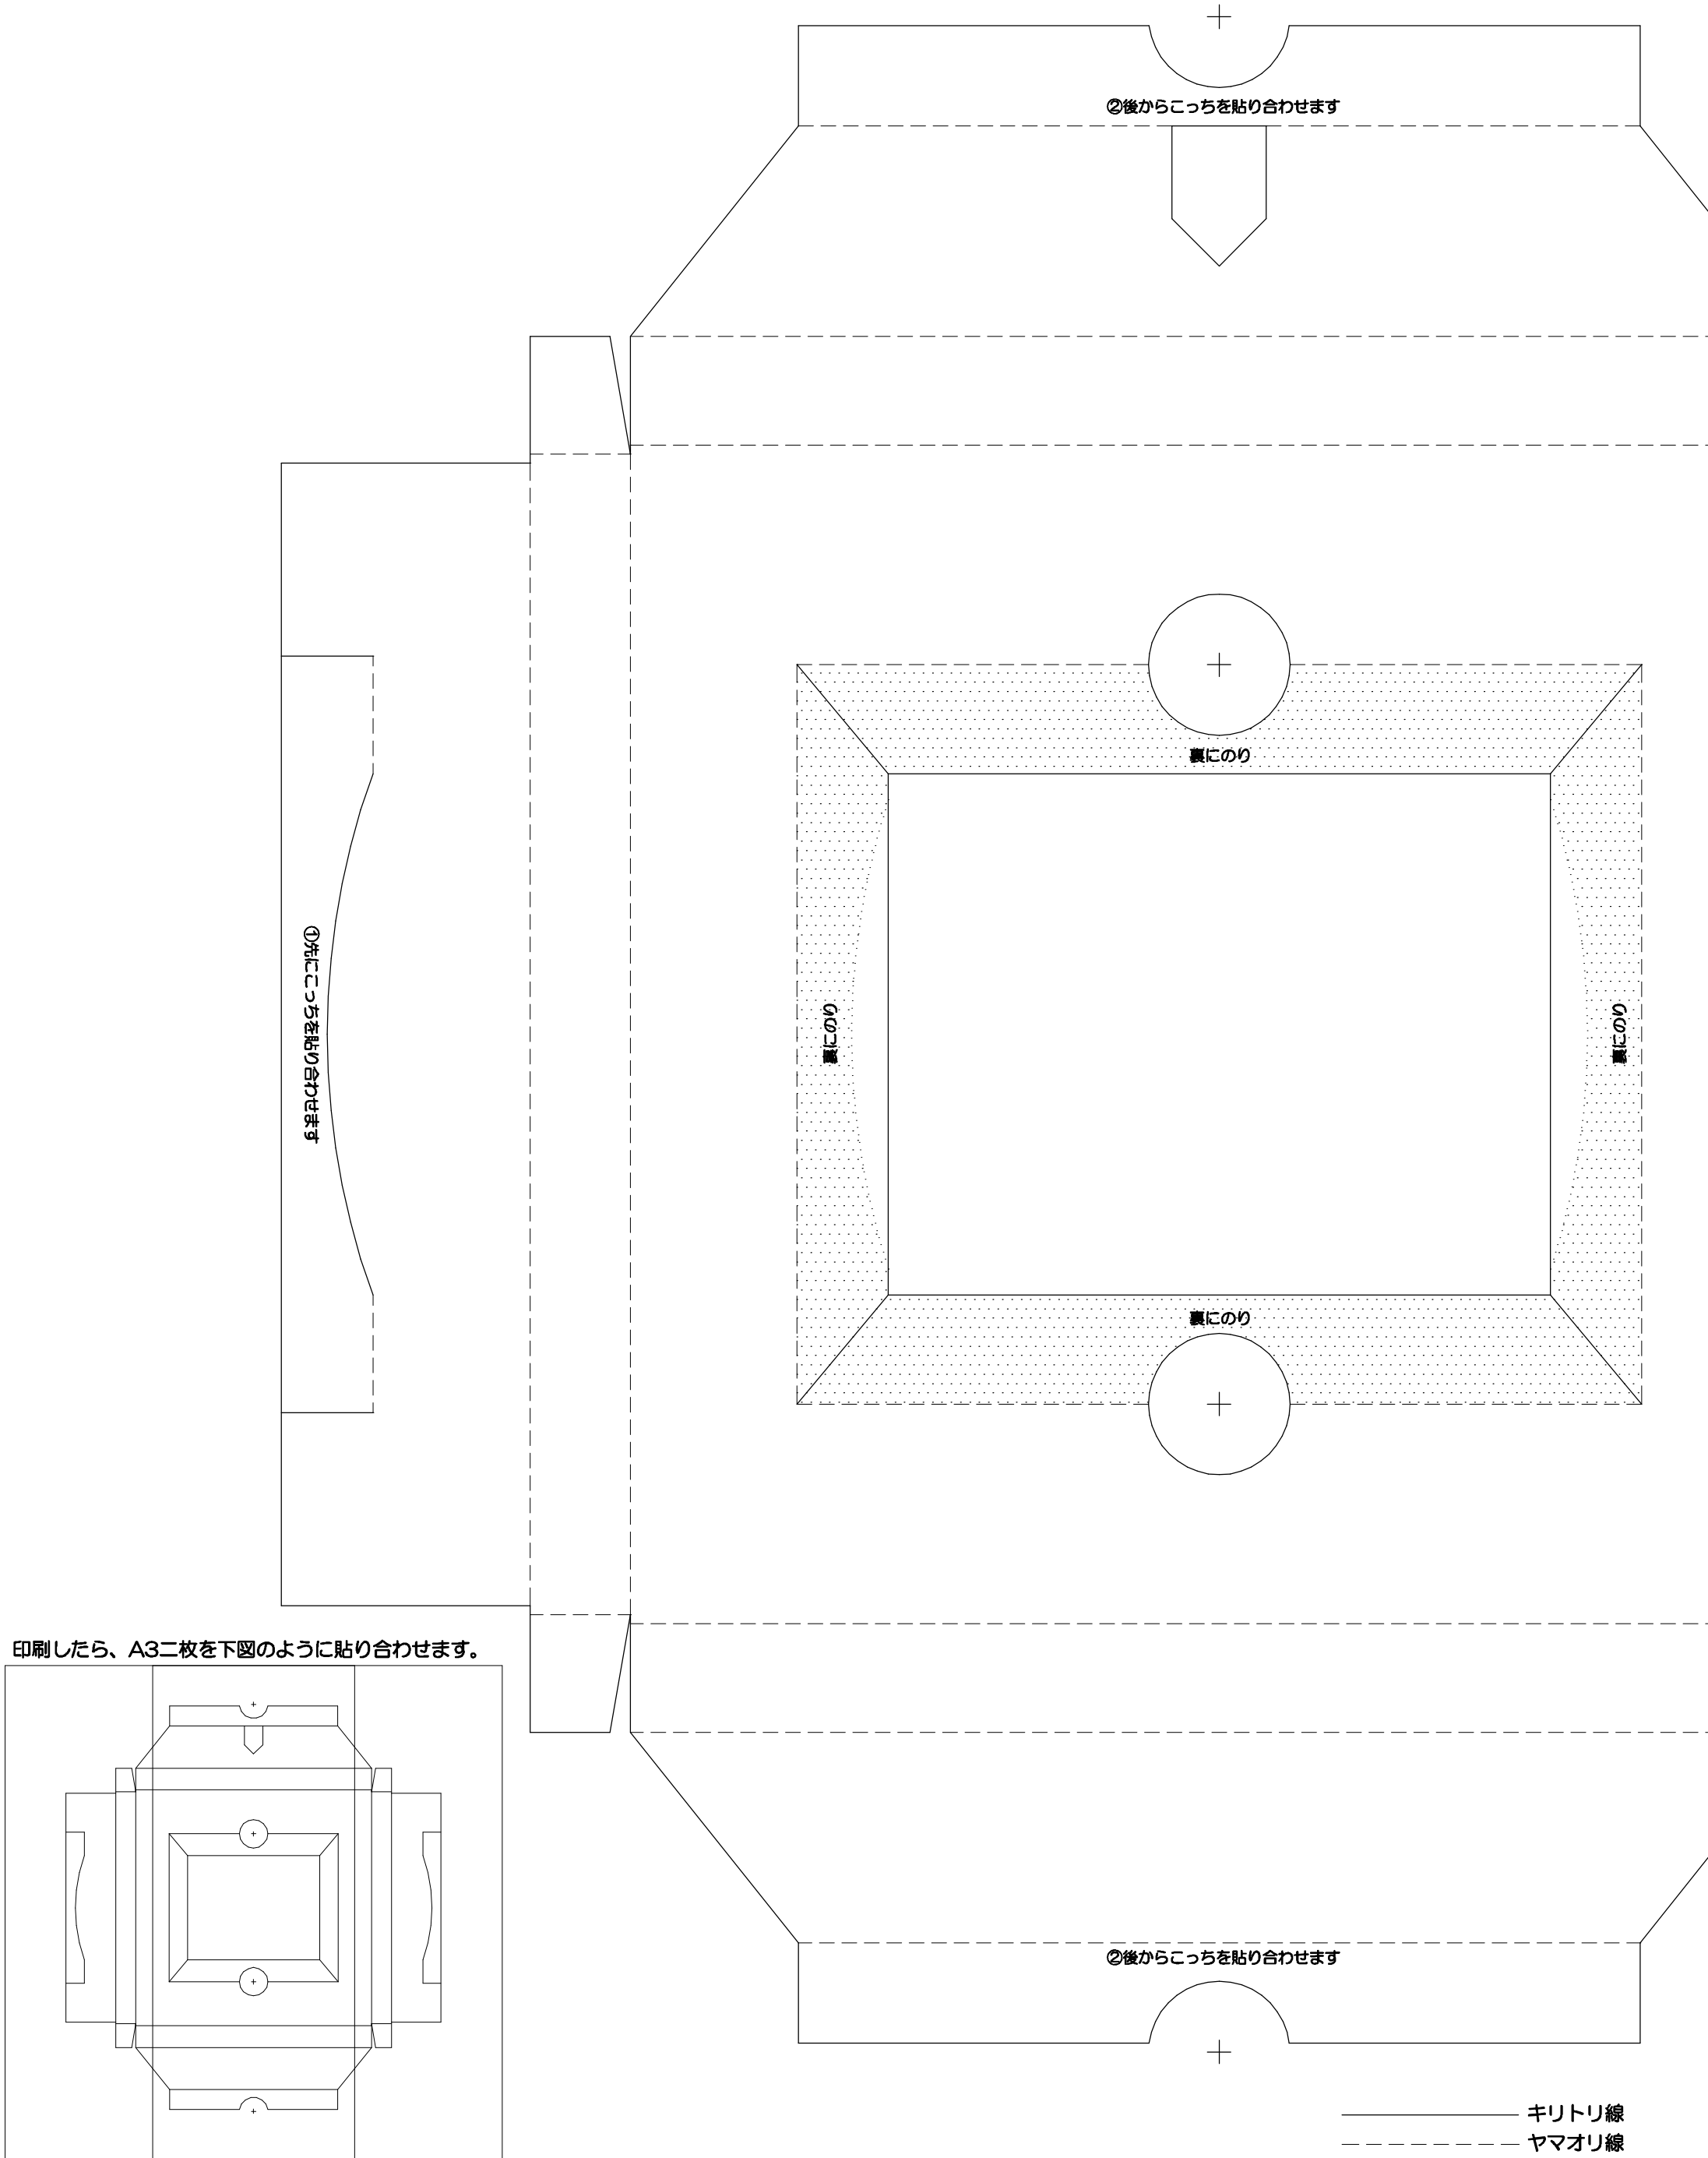 ②後からこっちを貼り合わせます
裏にのり
①先にこっちを貼り合わせます
裏にのり
裏にのり
裏にのり
印刷したら、A3二枚を下図のように貼り合わせます。
②後からこっちを貼り合わせます
キリトリ線
ヤマオリ線